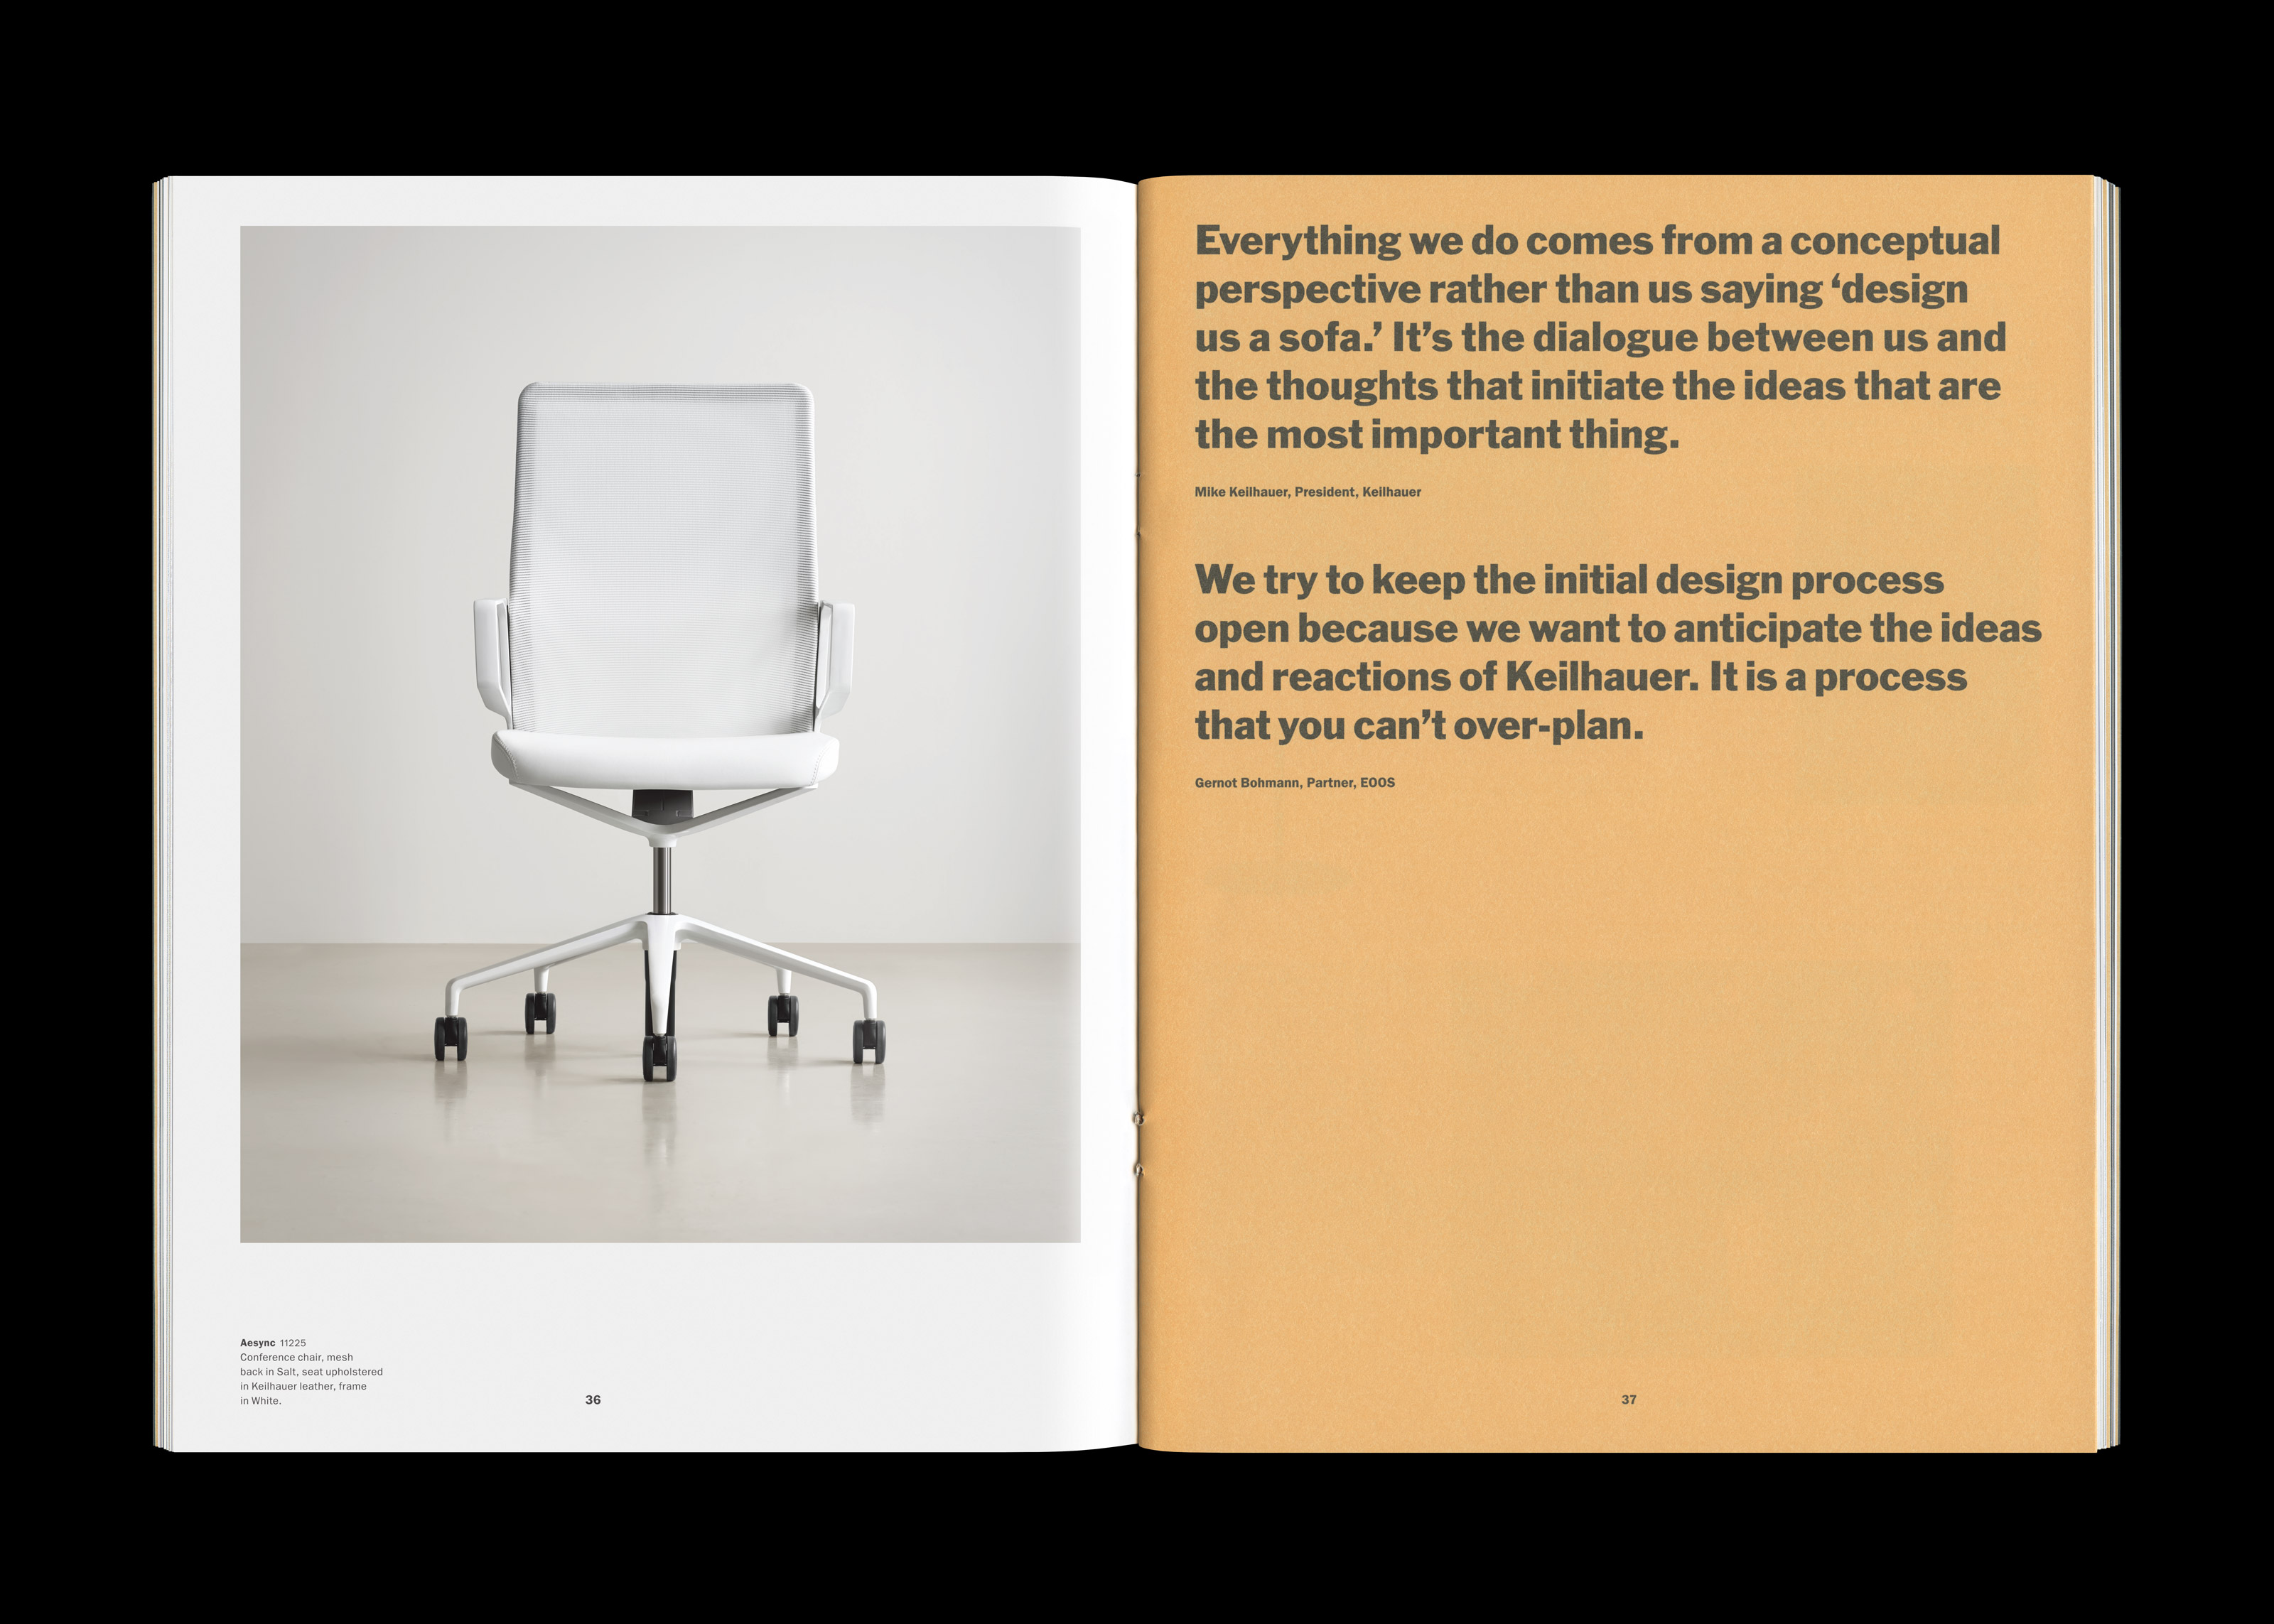 Aesync 11225
Conference chair, mesh
back in Salt, seat upholstered
in Keilhauer leather, frame
in White.
36
Everything we do comes from a conceptual
perspective rather than us saying ‘design
us a sofa.’ It’s the dialogue between us and
the thoughts that initiate the ideas that are
the most important thing.
Mike Keilhauer, President, Keilhauer
We try to keep the initial design process
open because we want to anticipate the ideas
and reactions of Keilhauer. It is a process
that you can’t over-plan.
Gernot Bohmann, Partner, EOOS
37